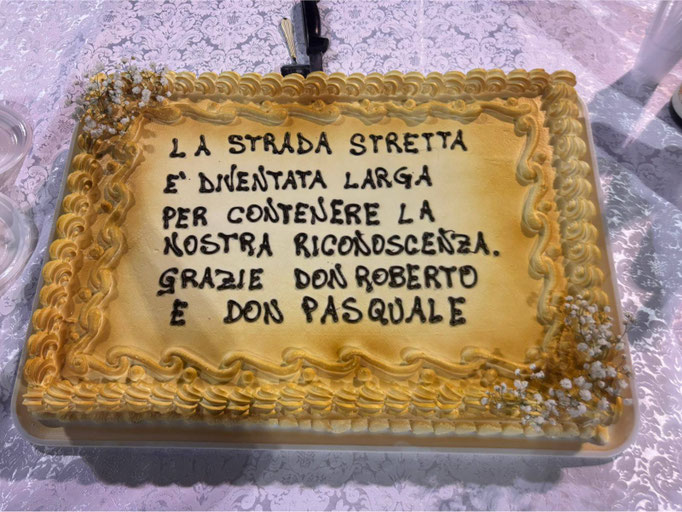 LA STRADA STRETTA
E' DIVENTATA LARGA
PER CONTENERE LA
NOSTRA RICONOSCENZA.
GRAZIE DON ROBERTO
E DON PASQUALE